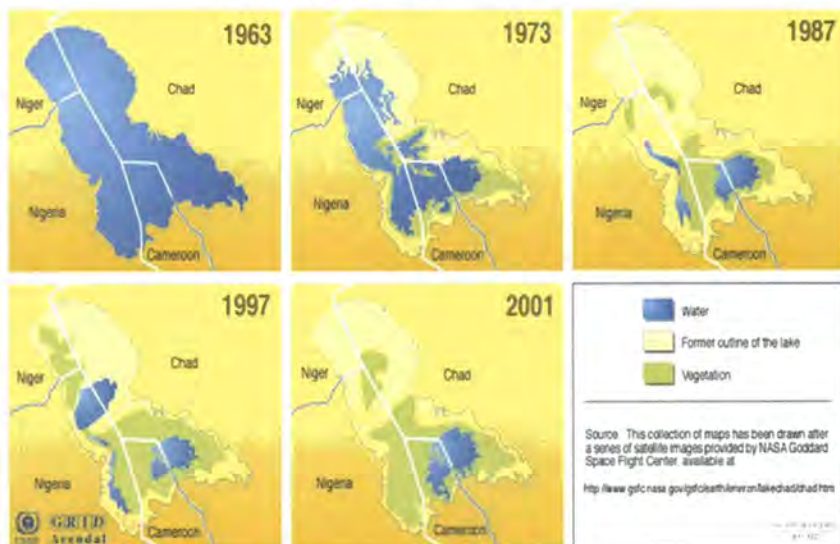 1963
Chad
Niger
Nigeria
Cameroon
1973
Chad
Niger
Nigeria
Cameroon
1987
Chad
Niger
Nigeria
Cameroon
1997
Chad
Niger
Nigeria
Cameroon
GRID
Arendal
UNEP
2001
Chad
Niger
Nigeria
Cameroon
Water
Former outline of the lake
Vegetation
Source: This collection of maps has been drawn after
a series of satellite images provided by NASA Goddard
Space Flight Center, available at